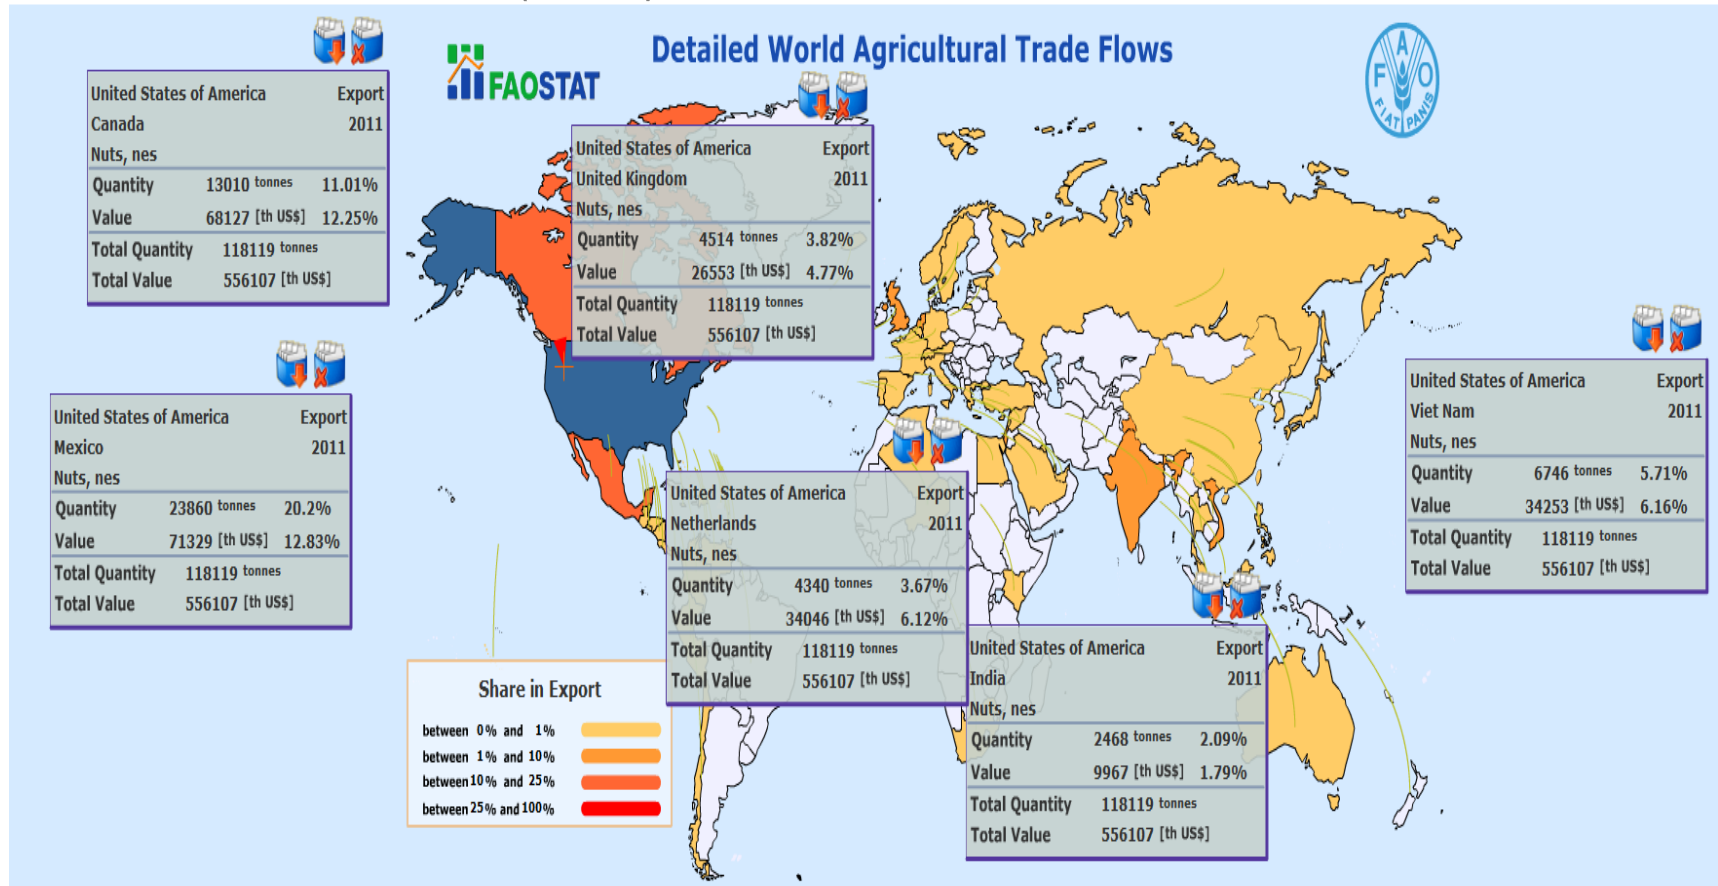 Detailed World Agricultural Trade Flows
FAOSTAT
F A O
FIAT PANIS
United States of America Export
Canada 2011
Nuts, nes
Quantity 13010 tonnes 11.01%
Value 68127 [th US$] 12.25%
Total Quantity 118119 tonnes
Total Value 556107 [th US$]
United States of America Export
United Kingdom 2011
Nuts, nes
Quantity 4514 tonnes 3.82%
Value 26553 [th US$] 4.77%
Total Quantity 118119 tonnes
Total Value 556107 [th US$]
United States of America Export
Mexico 2011
Nuts, nes
Quantity 23860 tonnes 20.2%
Value 71329 [th US$] 12.83%
Total Quantity 118119 tonnes
Total Value 556107 [th US$]
United States of America Export
Netherlands 2011
Nuts, nes
Quantity 4340 tonnes 3.67%
Value 34046 [th US$] 6.12%
Total Quantity 118119 tonnes
Total Value 556107 [th US$]
United States of America Export
Viet Nam 2011
Nuts, nes
Quantity 6746 tonnes 5.71%
Value 34253 [th US$] 6.16%
Total Quantity 118119 tonnes
Total Value 556107 [th US$]
United States of America Export
India 2011
Nuts, nes
Quantity 2468 tonnes 2.09%
Value 9967 [th US$] 1.79%
Total Quantity 118119 tonnes
Total Value 556107 [th US$]
Share in Export
between 0% and 1%
between 1% and 10%
between 10% and 25%
between 25% and 100%